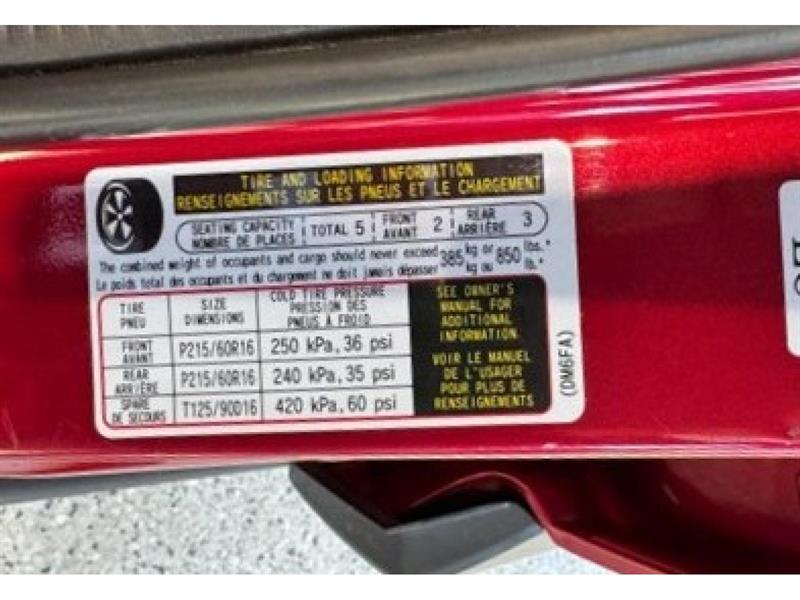 TIRE AND LOADING INFORMATION
RENSEIGNEMENTS SUR LES PNEUS ET LE CHARGEMENT
SEATING CAPACITY TOTAL 5 FRONT 2 REAR 3
NOMBRE DE PLACES AVANT ARRIÈRE
The combined weight of occupants and cargo should never exceed 385 kg or 850 lbs.
Le poids total des occupants et du chargement ne doit jamais dépasser kg ou lb.
TIRE SIZE COLD TIRE PRESSURE
PNEU DIMENSIONS PRESSION DES
PNEUS À FROID
FRONT
AVANT P215/60R16 250 kPa, 36 psi
REAR
ARRIÈRE P215/60R16 240 kPa, 35 psi
SPARE
DE SECOURS T125/90D16 420 kPa, 60 psi
SEE OWNER'S
MANUAL FOR
ADDITIONAL
INFORMATION
VOIR LE MANUEL
DE L'USAGER
POUR PLUS DE
RENSEIGNEMENTS
(DM6FA)